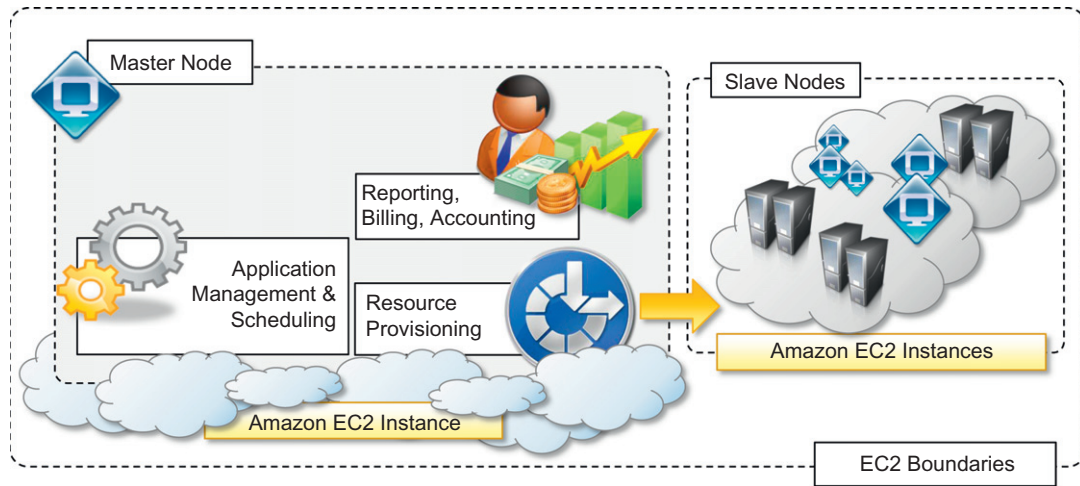 Master Node
Slave Nodes
Reporting,
Billing, Accounting
Application
Management &
Scheduling
Resource
Provisioning
Amazon EC2 Instances
Amazon EC2 Instance
EC2 Boundaries